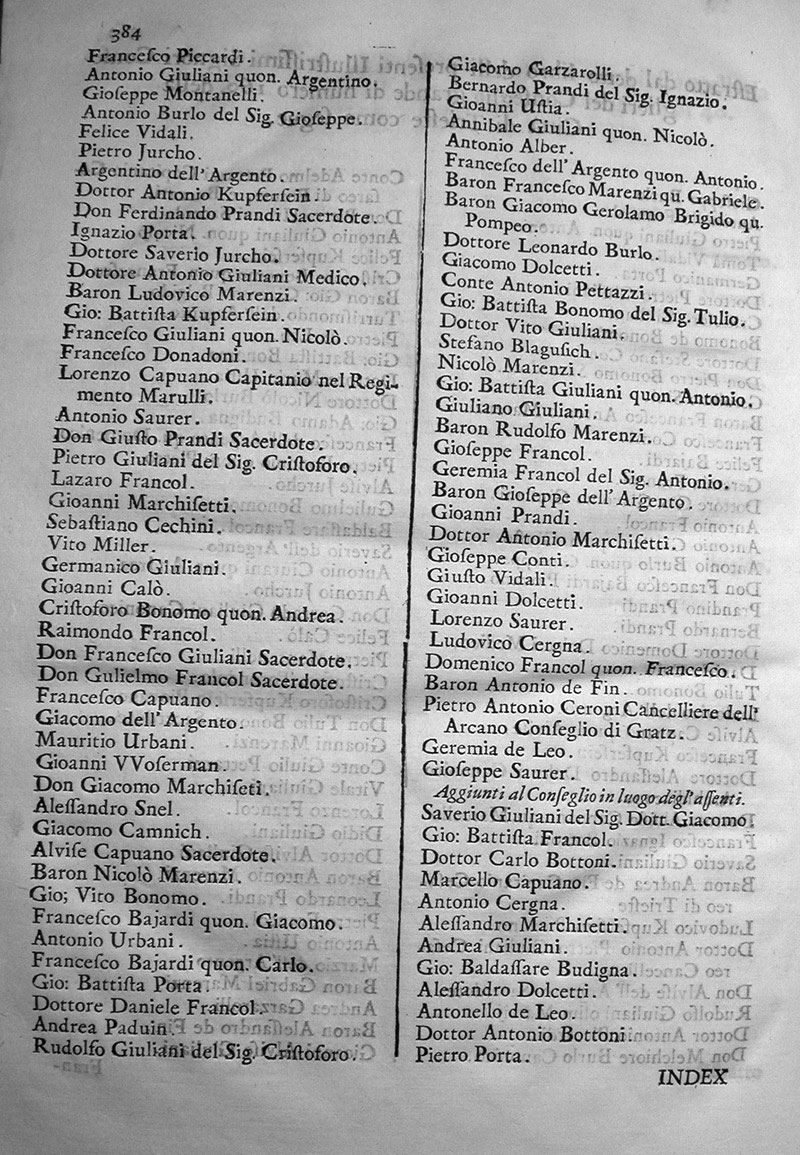 384
Franceſco Piccardi.
Antonio Giuliani quon. Argentino.
Gioſeppe Montanelli.
Antonio Burlo del Sig. Gioſeppe.
Felice Vidali.
Pietro Jurcho.
Argentino dell'Argento.
Dottor Antonio Kupferſein.
Don Ferdinando Prandi Sacerdote.
Ignazio Porta.
Dottore Saverio Jurcho.
Dottore Antonio Giuliani Medico.
Baron Ludovico Marenzi.
Gio: Battiſta Kupferſein.
Franceſco Giuliani quon. Nicolò.
Franceſco Donadoni.
Lorenzo Capuano Capitanio nel Regi-
mento Marulli.
Antonio Saurer.
Don Giuſto Prandi Sacerdote.
Pietro Giuliani del Sig. Criſtoforo.
Lazaro Francol.
Gioanni Marchiſetti.
Sebaſtiano Cechini.
Vito Miller.
Germanico Giuliani.
Gioanni Calò.
Criſtoforo Bonomo quon. Andrea.
Raimondo Francol.
Don Franceſco Giuliani Sacerdote.
Don Gulielmo Francol Sacerdote.
Franceſco Capuano.
Giacomo dell'Argento.
Mauritio Urbani.
Gioanni VVoſerman.
Don Giacomo Marchiſeti.
Aleſſandro Snel.
Giacomo Camnich.
Alviſe Capuano Sacerdote.
Baron Nicolò Marenzi.
Gio; Vito Bonomo.
Franceſco Bajardi quon. Giacomo.
Antonio Urbani.
Franceſco Bajardi quon. Carlo.
Gio: Battiſta Porta.
Dottore Daniele Francol.
Andrea Paduin.
Rudolfo Giuliani del Sig. Criſtoforo.
Giacomo Garzarolli.
Bernardo Prandi del Sig. Ignazio.
Gioanni Uſtia.
Annibale Giuliani quon. Nicolò.
Antonio Alber.
Franceſco dell'Argento quon. Antonio.
Baron Franceſco Marenzi qu. Gabriele.
Baron Giacomo Gerolamo Brigido qu.
Pompeo.
Dottore Leonardo Burlo.
Giacomo Dolcetti.
Conte Antonio Pettazzi.
Gio: Battiſta Bonomo del Sig. Tulio.
Dottor Vito Giuliani.
Stefano Blaguſich.
Nicolò Marenzi.
Gio: Battiſta Giuliani quon. Antonio.
Giuliano Giuliani.
Baron Rudolfo Marenzi.
Gioſeppe Francol.
Geremia Francol del Sig. Antonio.
Baron Gioſeppe dell'Argento.
Gioanni Prandi.
Dottor Antonio Marchiſetti.
Gioſeppe Conti.
Giuſto Vidali.
Gioanni Dolcetti.
Lorenzo Saurer.
Ludovico Cergna.
Domenico Francol quon. Franceſco.
Baron Antonio de Fin.
Pietro Antonio Ceroni Cancelliere dell'
Arcano Conſeglio di Gratz.
Geremia de Leo.
Gioſeppe Saurer.
Aggiunti al Conſeglio in luogo degl'aſſenti.
Saverio Giuliani del Sig. Dott. Giacomo.
Gio: Battiſta Francol.
Dottor Carlo Bottoni.
Marcello Capuano.
Antonio Cergna.
Aleſſandro Marchiſetti.
Andrea Giuliani.
Gio: Baldaſſare Budigna.
Aleſſandro Dolcetti.
Antonello de Leo.
Dottor Antonio Bottoni.
Pietro Porta.
INDEX